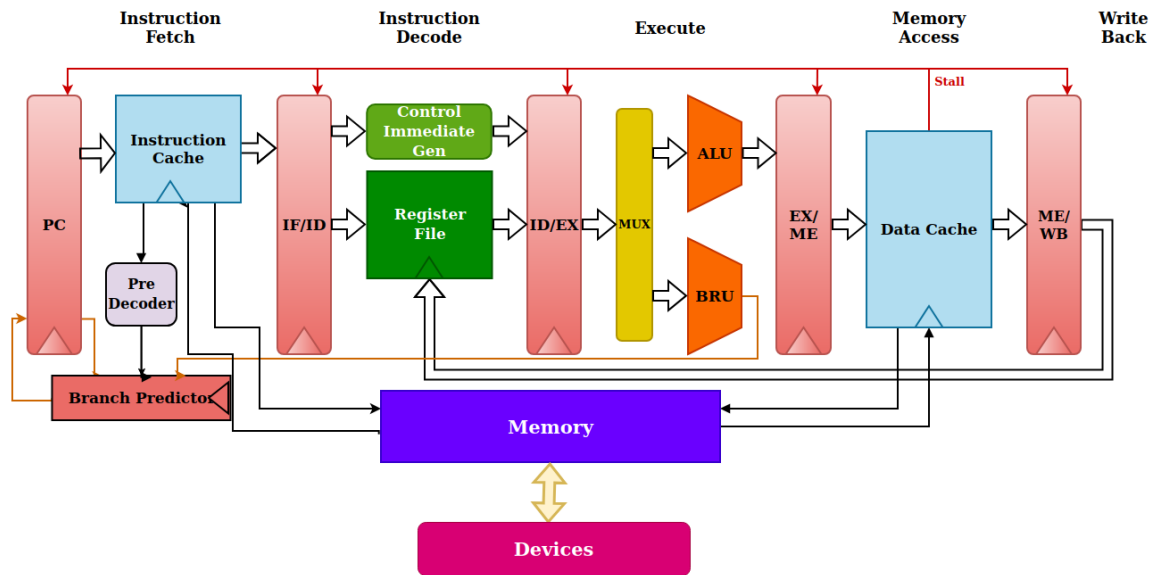 Instruction
Fetch
Instruction
Decode
Execute
Memory
Access
Write
Back
Stall
PC
Instruction
Cache
IF/ID
Control
Immediate
Gen
Register
File
ID/EX
MUX
ALU
BRU
EX/
ME
Data Cache
ME/
WB
Pre
Decoder
Branch Predictor
Memory
Devices